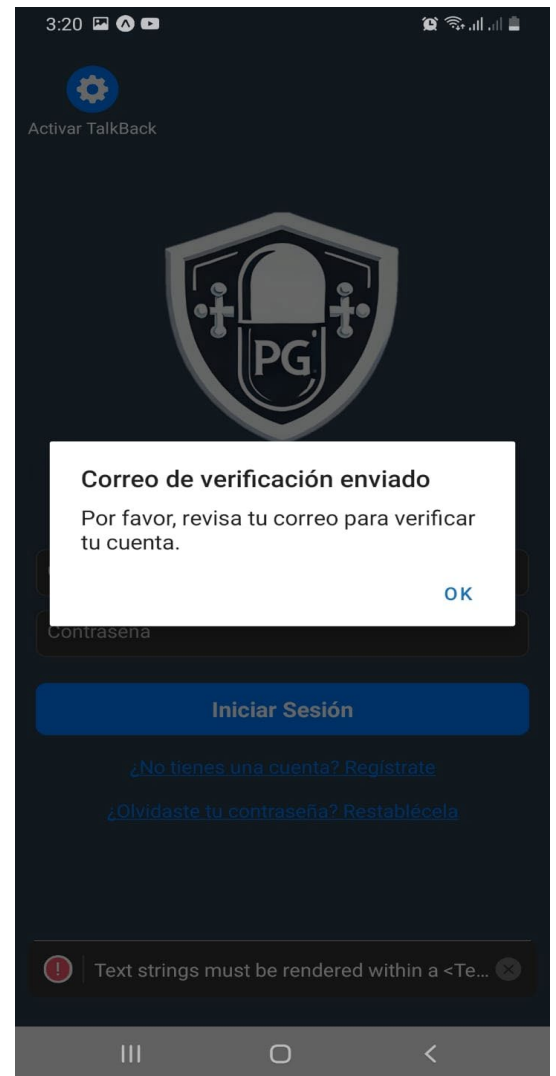 3:20
Activar TalkBack
PG
Correo de verificación enviado
Por favor, revisa tu correo para verificar
tu cuenta.
OK
Contraseña
Iniciar Sesión
¿No tienes una cuenta? Regístrate
¿Olvidaste tu contraseña? Restablécela
! Text strings must be rendered within a <Te...